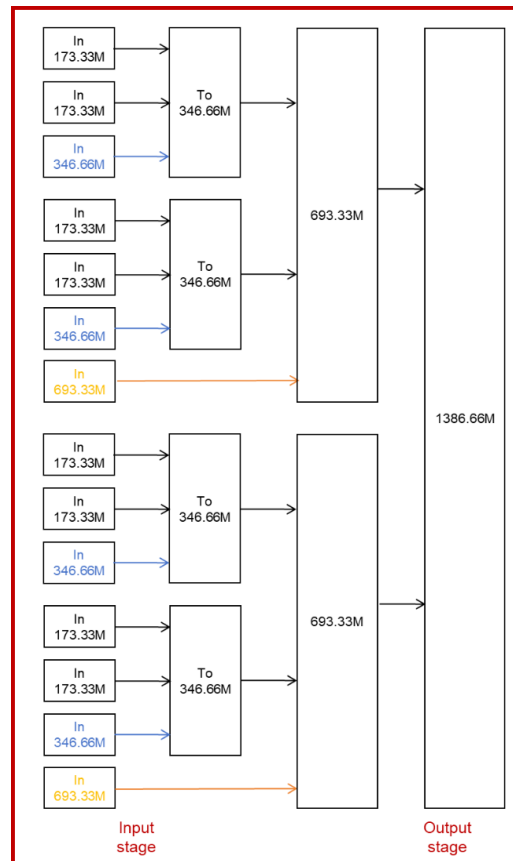 In
173.33M
In
173.33M
In
346.66M
To
346.66M
In
173.33M
In
173.33M
In
346.66M
To
346.66M
In
693.33M
693.33M
In
173.33M
In
173.33M
In
346.66M
To
346.66M
In
173.33M
In
173.33M
In
346.66M
To
346.66M
In
693.33M
693.33M
1386.66M
Input
stage
Output
stage